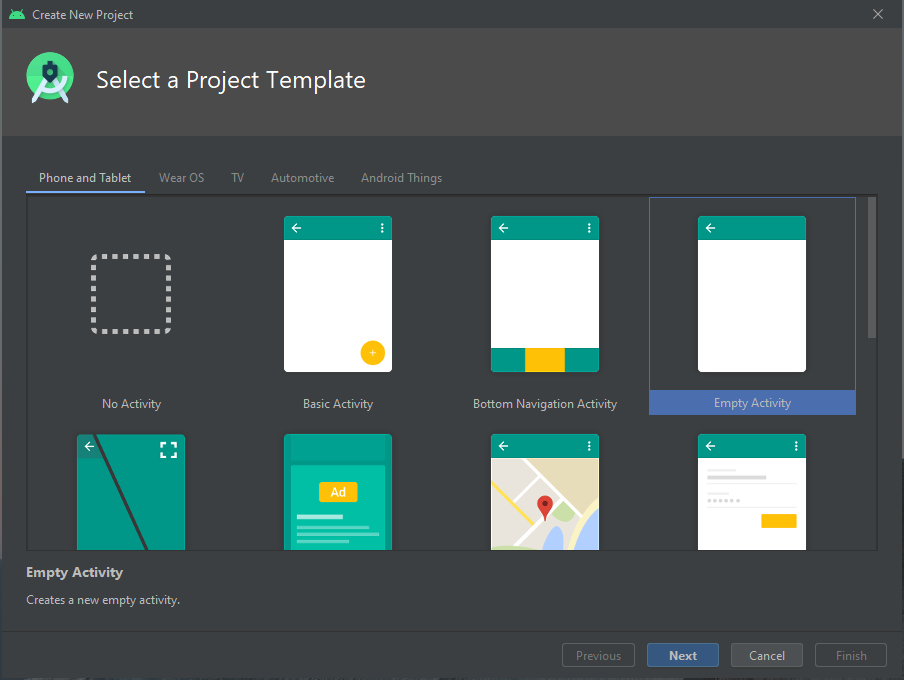 Create New Project
Select a Project Template
Phone and Tablet
Wear OS
TV
Automotive
Android Things
No Activity
Basic Activity
Bottom Navigation Activity
Empty Activity
Ad
Empty Activity
Creates a new empty activity.
Previous
Next
Cancel
Finish